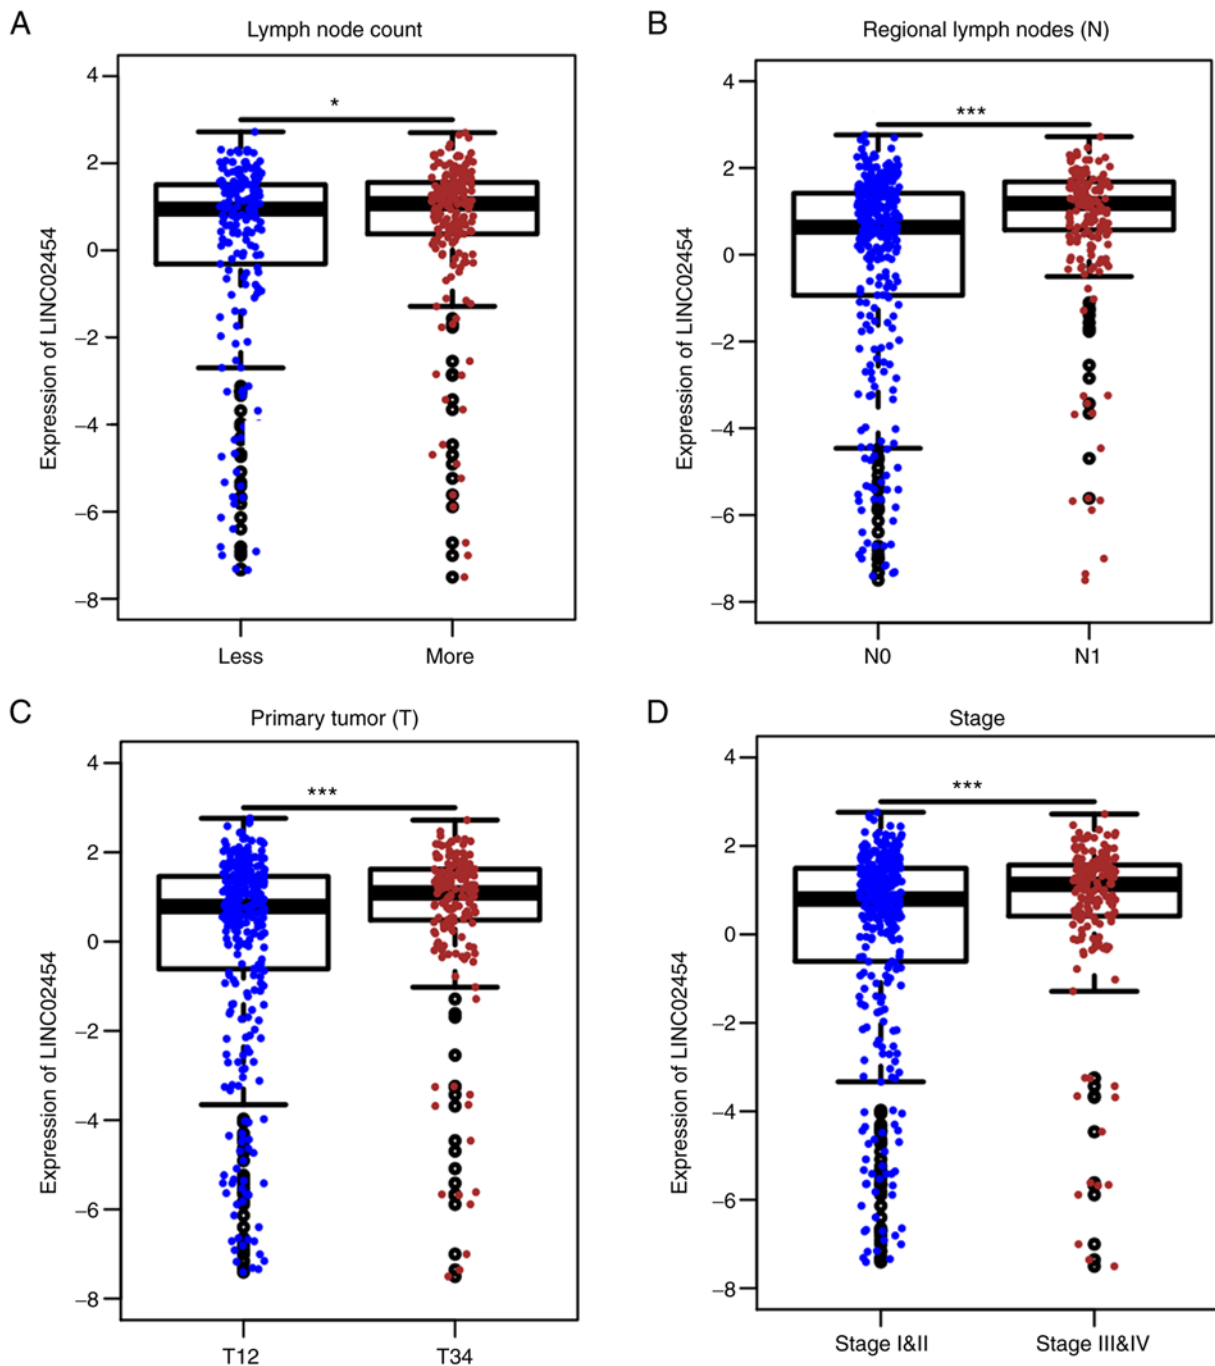 A
Lymph node count
*
4
2
0
−2
−4
−6
−8
Expression of LINC02454
Less
More
B
Regional lymph nodes (N)
***
4
2
0
−2
−4
−6
−8
Expression of LINC02454
N0
N1
C
Primary tumor (T)
***
4
2
0
−2
−4
−6
−8
Expression of LINC02454
T12
T34
D
Stage
***
4
2
0
−2
−4
−6
−8
Expression of LINC02454
Stage I&II
Stage III&IV